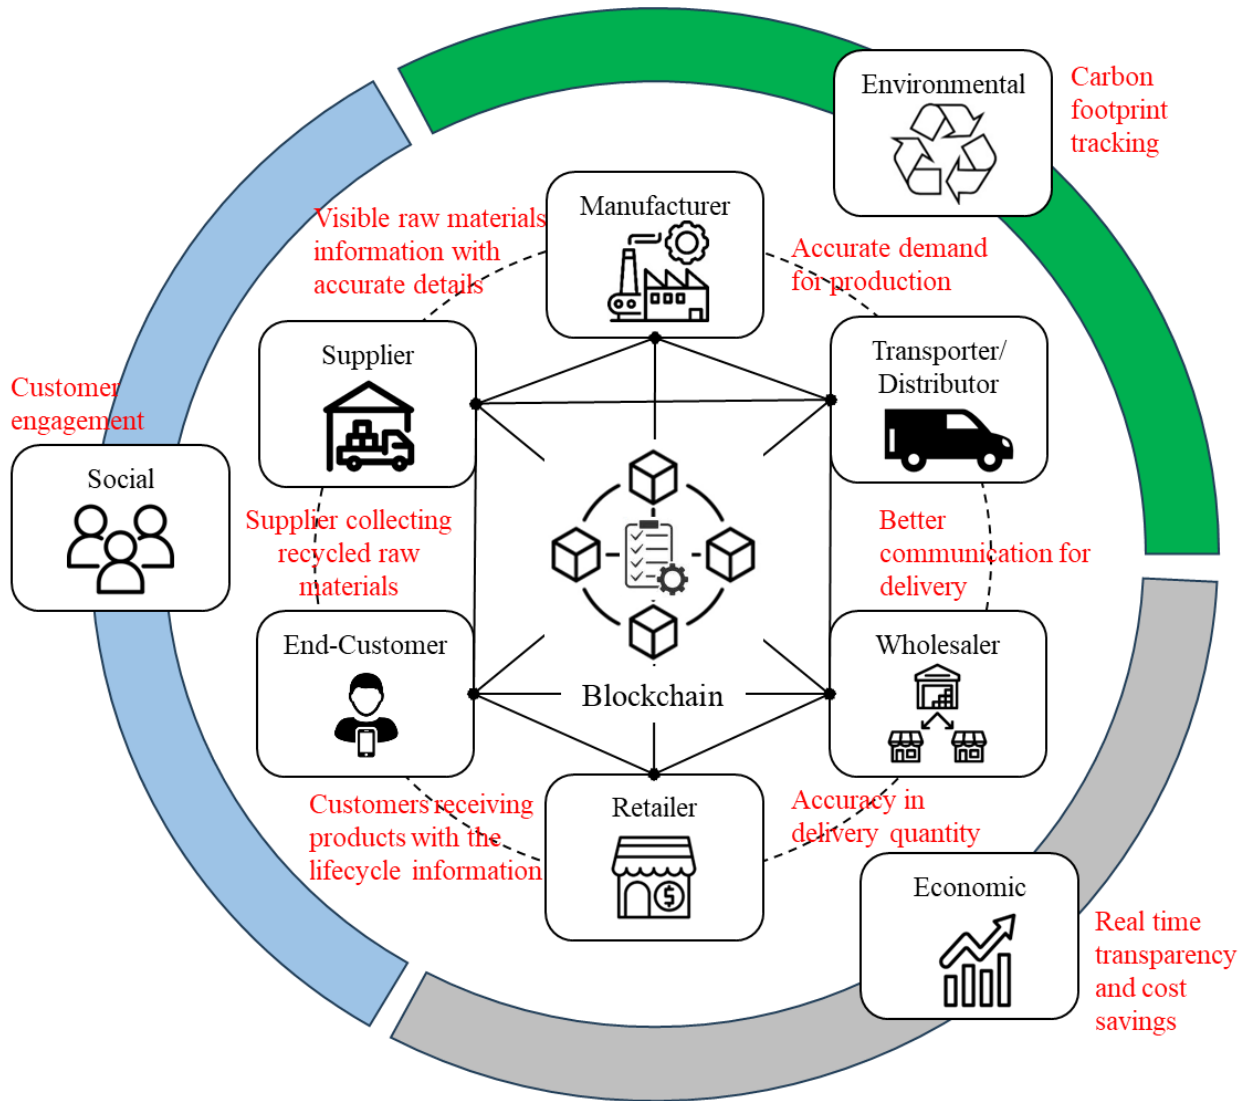 Environmental
Carbon
footprint
tracking
Manufacturer
Visible raw materials
information with
accurate details
Accurate demand
for production
Supplier
Transporter/
Distributor
Customer
engagement
Social
Supplier collecting
recycled raw
materials
Better
communication for
delivery
End-Customer
Wholesaler
Blockchain
Customers receiving
products with the
lifecycle information
Retailer
$
Accuracy in
delivery quantity
Economic
Real time
transparency
and cost
savings